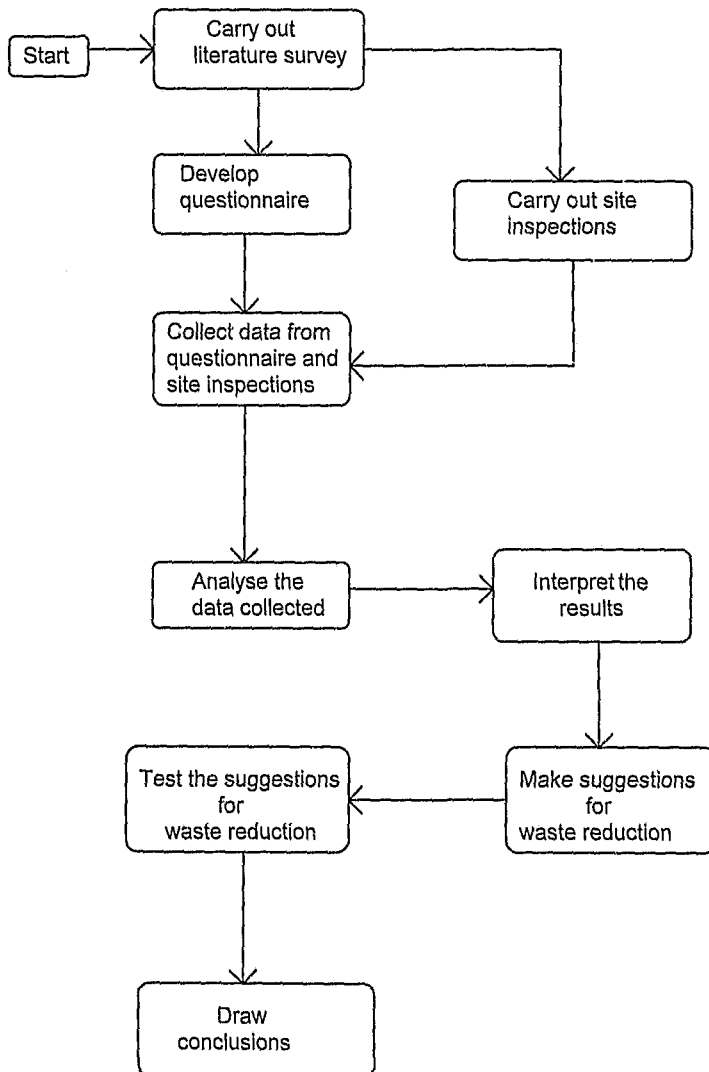 Start
Carry out
literature survey
Develop
questionnaire
Carry out site
inspections
Collect data from
questionnaire and
site inspections
Analyse the
data collected
Interpret the
results
Make suggestions
for
waste reduction
Test the suggestions
for
waste reduction
Draw
conclusions